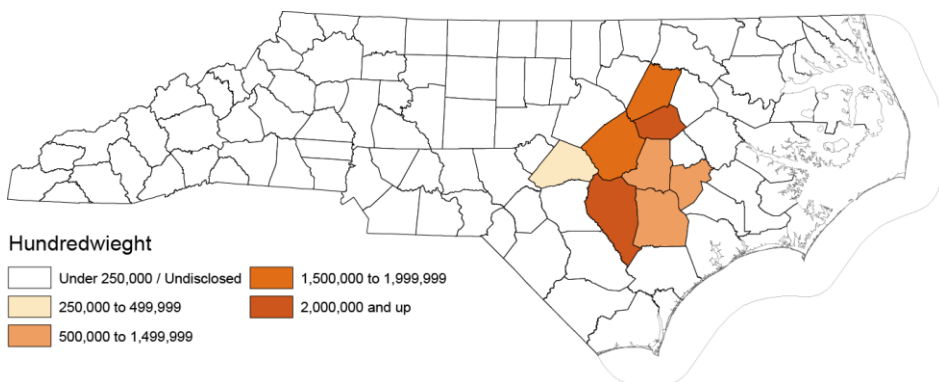 Hundredwieght
Under 250,000 / Undisclosed
250,000 to 499,999
500,000 to 1,499,999
1,500,000 to 1,999,999
2,000,000 and up